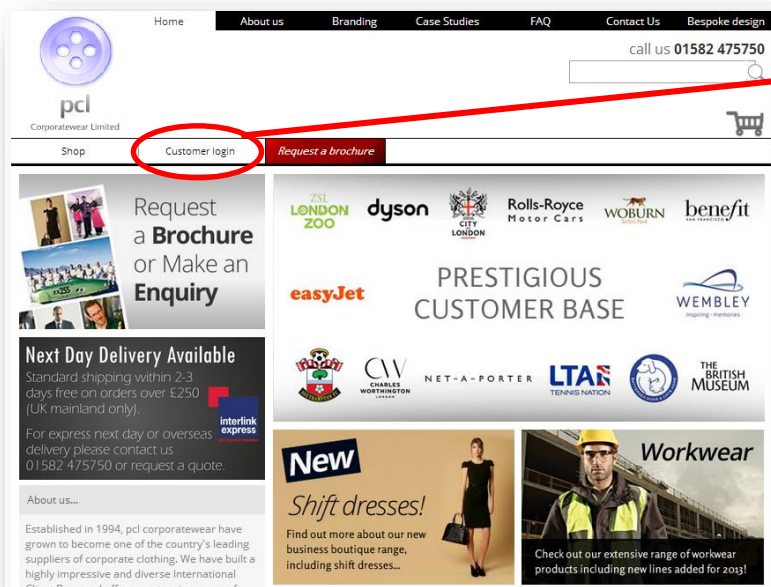 Home
About us
Branding
Case Studies
FAQ
Contact Us
Bespoke design
call us 01582 475750
pcl
Corporatewear Limited
Shop
Customer login
Request a brochure
Request
a Brochure
or Make an
Enquiry
ZSL
LONDON
ZOO
dyson
CITY
LONDON
Rolls-Royce
Motor Cars
WOBURN
Safari Park
benefit
SAN FRANCISCO
easyJet
PRESTIGIOUS
CUSTOMER BASE
WEMBLEY
inspiring - memories
CW
CHARLES
WORTHINGTON
LONDON
NET-A-PORTER
LTA
TENNIS NATION
THE
BRITISH
MUSEUM
Next Day Delivery Available
Standard shipping within 2-3
days free on orders over £250
(UK mainland only).
interlink
express
For express next day or overseas
delivery please contact us
01582 475750 or request a quote.
New
Shift dresses!
Find out more about our new
business boutique range,
including shift dresses...
Workwear
Check out our extensive range of workwear
products including new lines added for 2013!
About us...
Established in 1994, pcl corporatewear have
grown to become one of the country's leading
suppliers of corporate clothing. We have built a
highly impressive and diverse International